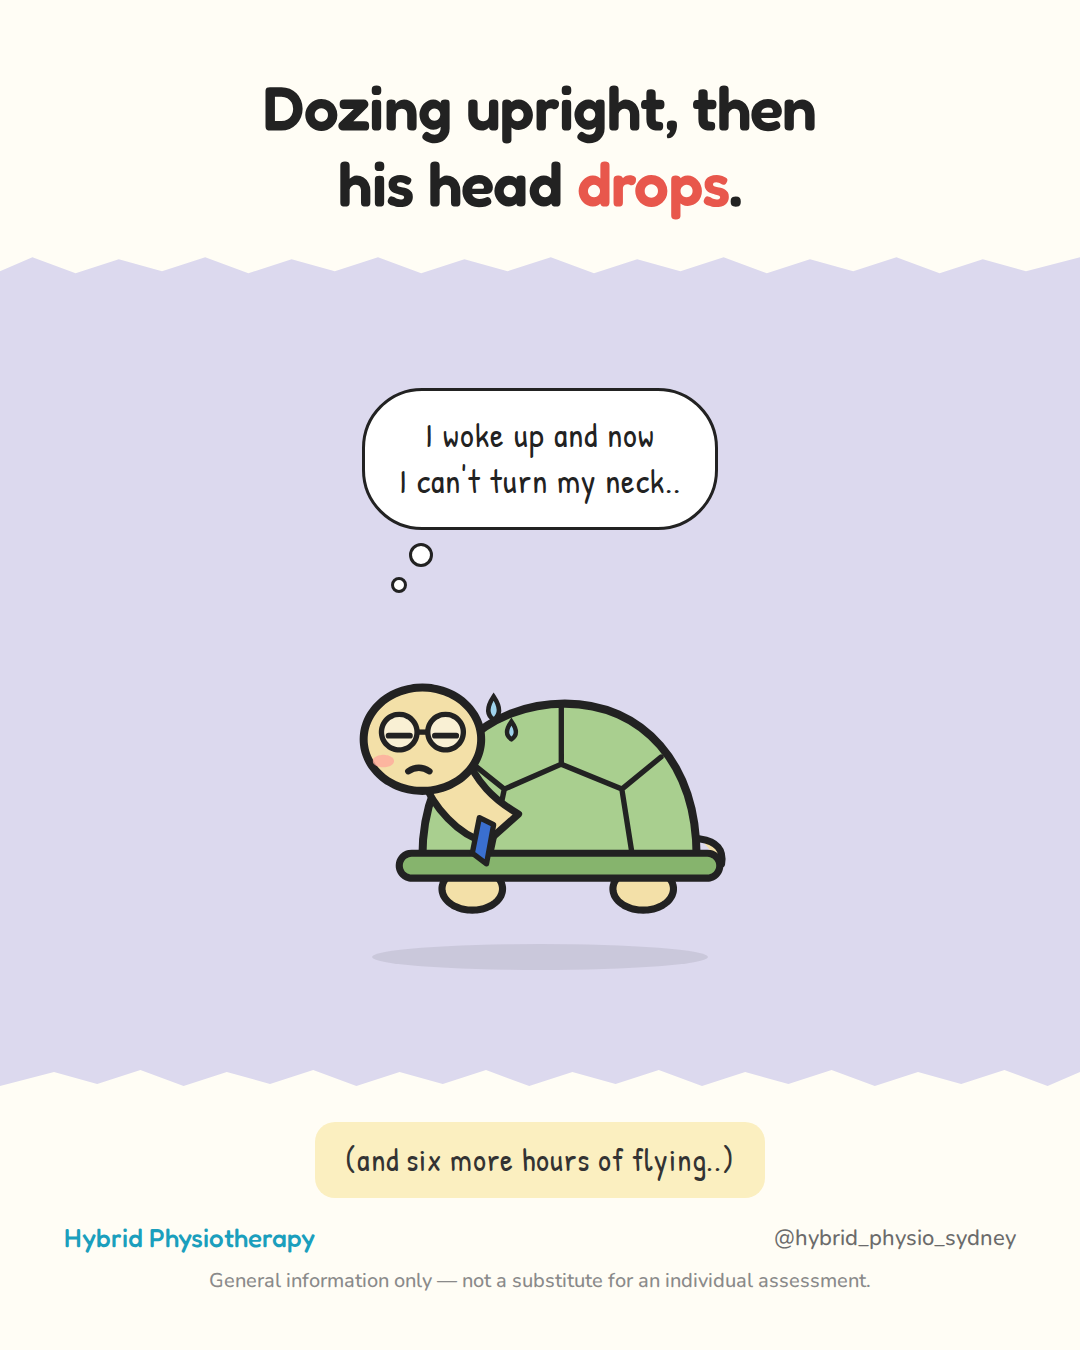 Dozing upright, then
his head drops.
I woke up and now
I can't turn my neck..
(and six more hours of flying..)
Hybrid Physiotherapy
@hybrid_physio_sydney
General information only — not a substitute for an individual assessment.